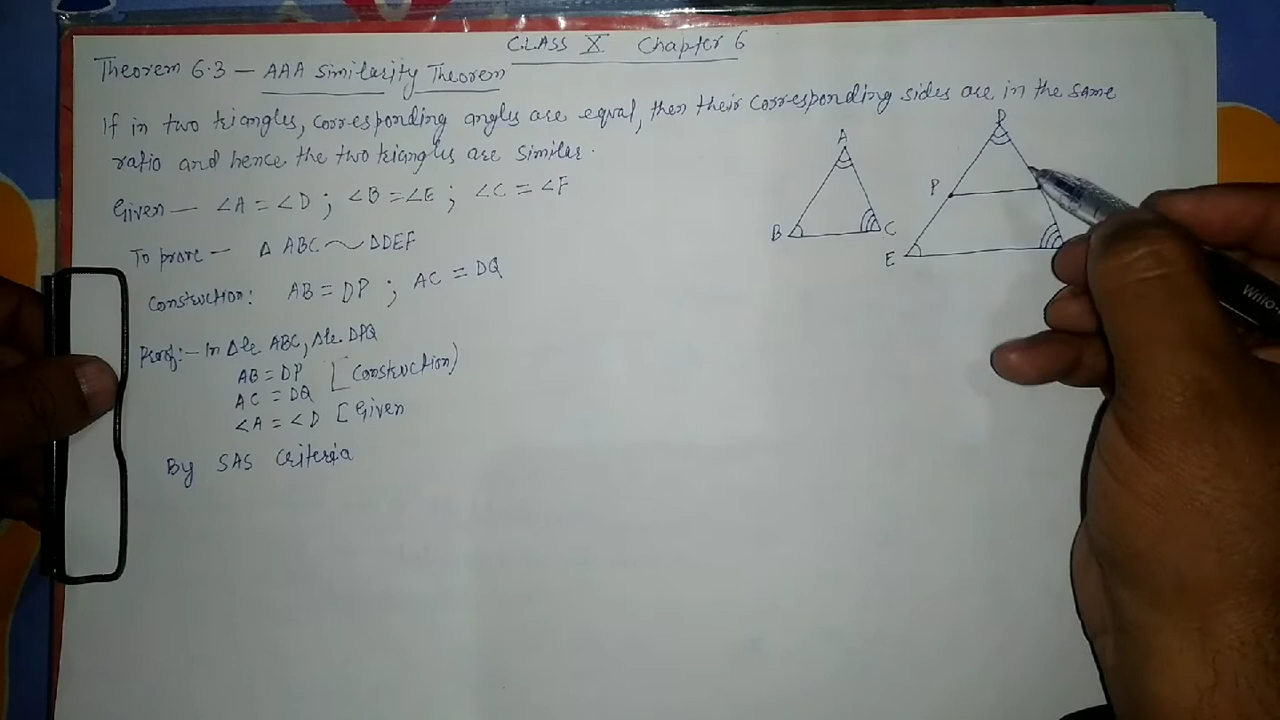 CLASS X Chapter 6
Theorem 6.3 — AAA Similarity Theorem
If in two triangles, corresponding angles are equal, then their corresponding sides are in the same
ratio and hence the two triangles are similar.
Given — ∠A = ∠D ; ∠B = ∠E ; ∠C = ∠F
To prove — Δ ABC ~ ΔDEF
Construction: AB = DP ; AC = DQ
Proof:- In Δle ABC, Δle DPQ
AB = DP [Construction)
AC = DQ
∠A = ∠D [Given
By SAS Criteria
A
B
C
D
P
E